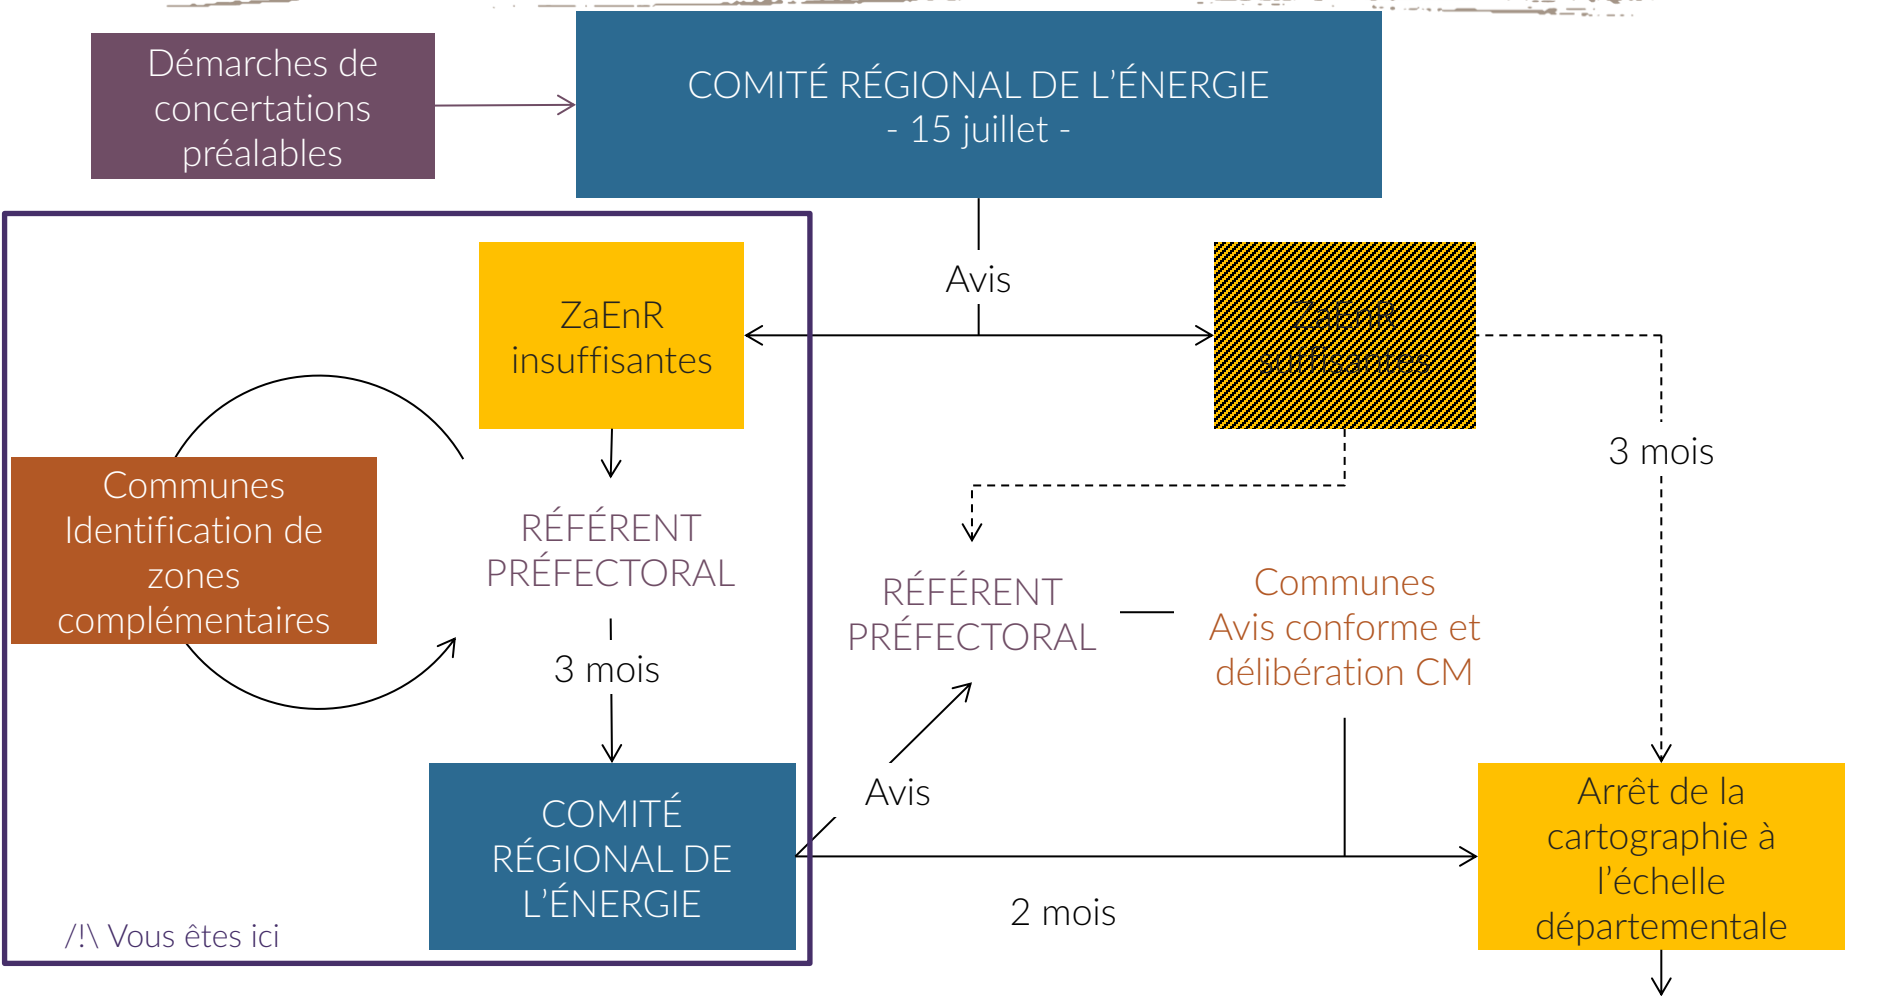 Démarches de
concertations
préalables
COMITÉ RÉGIONAL DE L'ÉNERGIE
- 15 juillet -
Avis
ZaEnR
insuffisantes
ZaEnR
suffisantes
3 mois
Communes
Identification de
zones
complémentaires
RÉFÉRENT
PRÉFECTORAL
3 mois
RÉFÉRENT
PRÉFECTORAL
Communes
Avis conforme et
délibération CM
Avis
COMITÉ
RÉGIONAL DE
L'ÉNERGIE
2 mois
Arrêt de la
cartographie à
l'échelle
départementale
/!\ Vous êtes ici